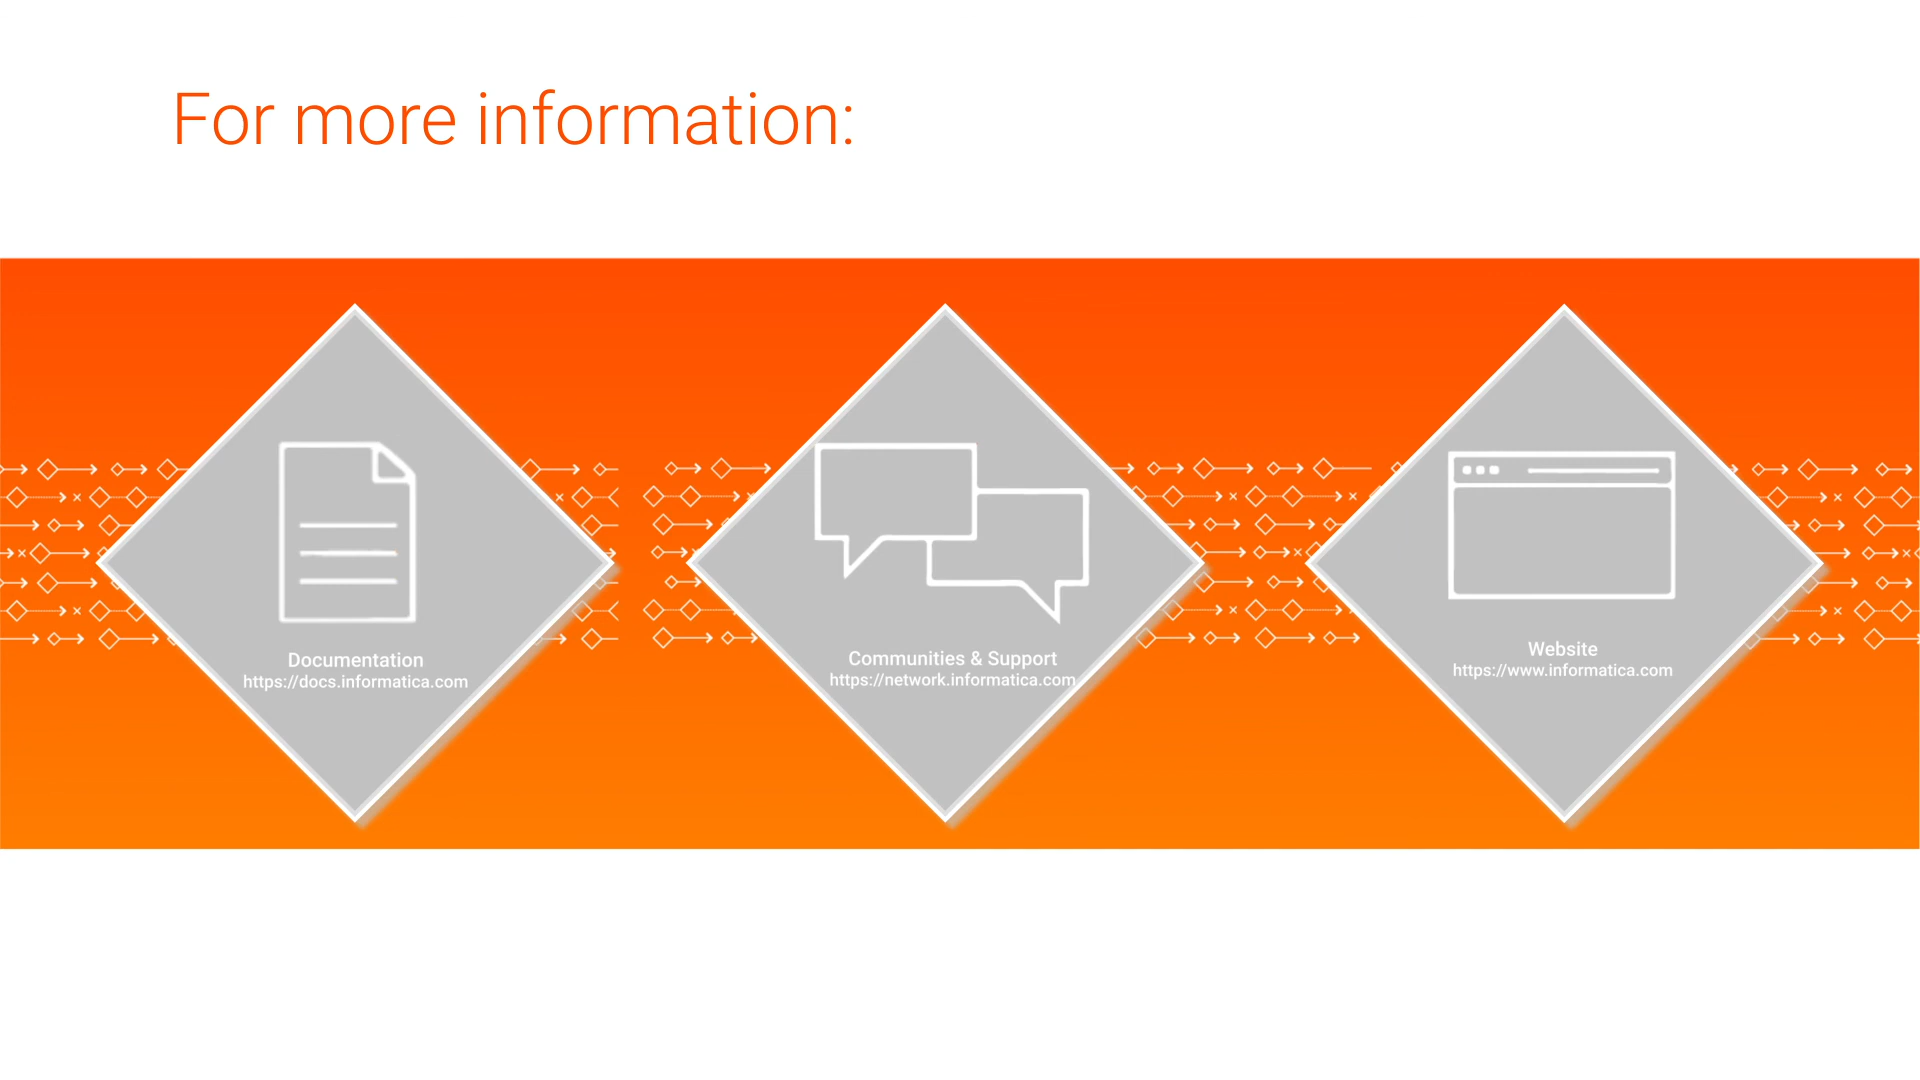 For more information:
Documentation
https://docs.informatica.com
Communities & Support
https://network.informatica.com
Website
https://www.informatica.com